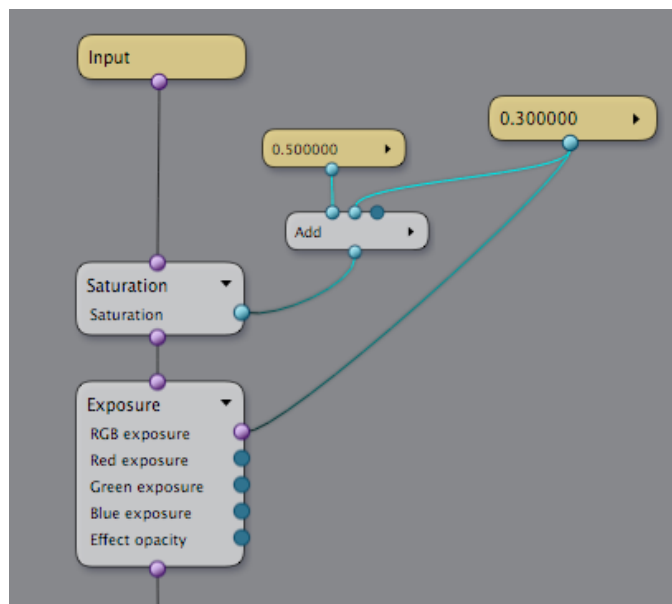 Input
0.300000
0.500000
Add
Saturation
Saturation
Exposure
RGB exposure
Red exposure
Green exposure
Blue exposure
Effect opacity